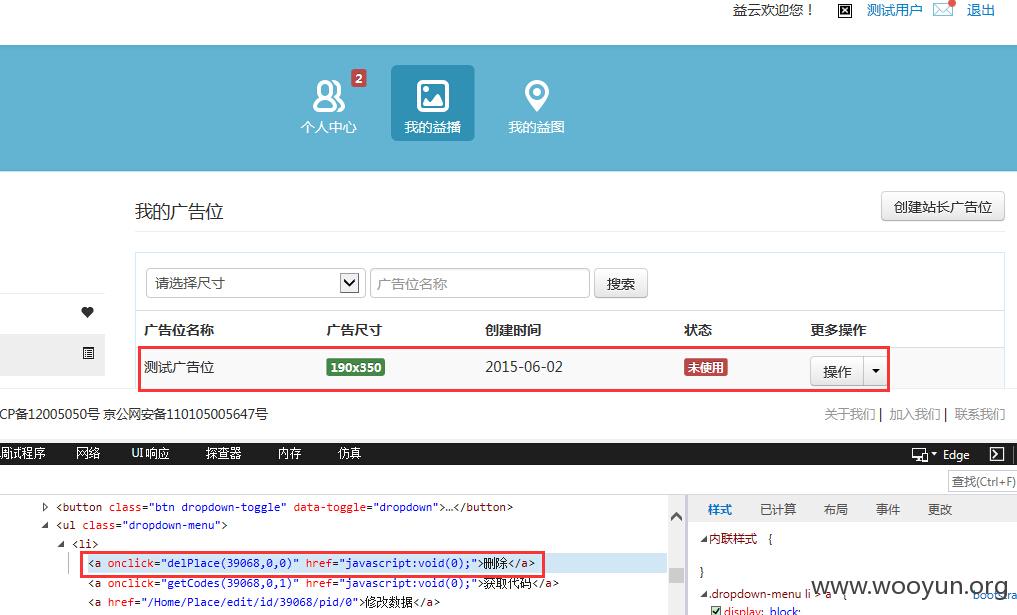 益云欢迎您！ 测试用户 退出
2
个人中心 我的益播 我的益图
我的广告位 创建站长广告位
请选择尺寸 广告位名称 搜索
广告位名称 广告尺寸 创建时间 状态 更多操作
测试广告位 190x350 2015-06-02 未使用 操作
CP备12005050号 京公网安备110105005647号 关于我们 | 加入我们 | 联系我们
调试程序 网络 UI 响应 探查器 内存 仿真 Edge
查找(Ctrl+F)
<button class="btn dropdown-toggle" data-toggle="dropdown">…</button>
<ul class="dropdown-menu">
<li>
<a onclick="delPlace(39068,0,0)" href="javascript:void(0);">删除</a>
<a onclick="getCodes(39068,0,1)" href="javascript:void(0);">获取代码</a>
<a href="/Home/Place/edit/id/39068/pid/0">修改数据</a>
样式 已计算 布局 事件 更改
内联样式 {
}
.dropdown-menu li > a {
display: block;
www.wooyun.org